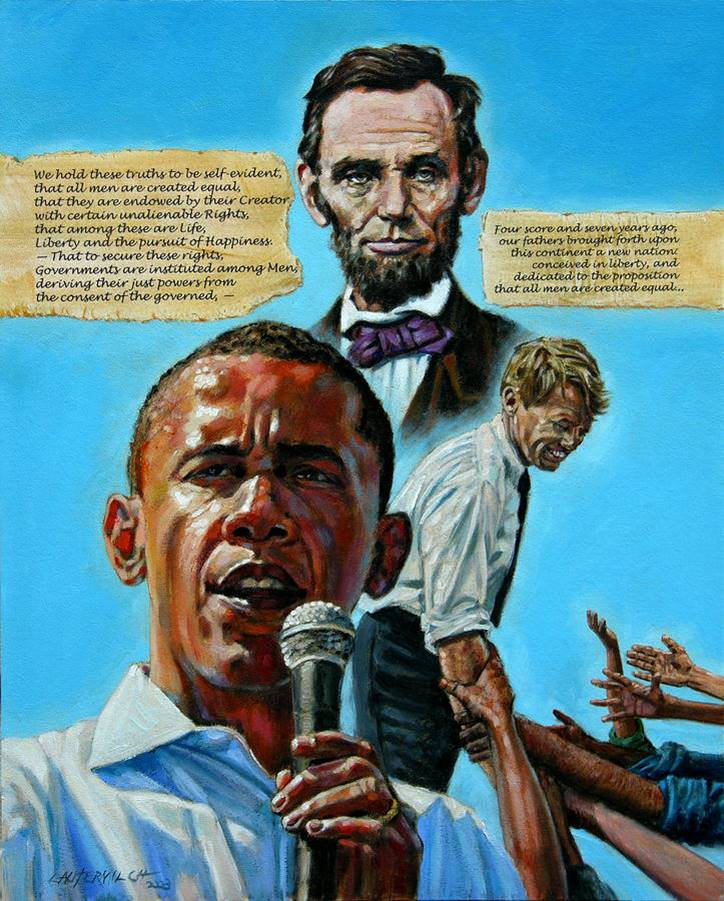 We hold these truths to be self-evident,
that all men are created equal,
that they are endowed by their Creator
with certain unalienable Rights,
that among these are Life,
Liberty and the pursuit of Happiness.
— That to secure these rights,
Governments are instituted among Men,
deriving their just powers from
the consent of the governed, —
Four score and seven years ago,
our fathers brought forth upon
this continent a new nation:
conceived in liberty, and
dedicated to the proposition
that all men are created equal...